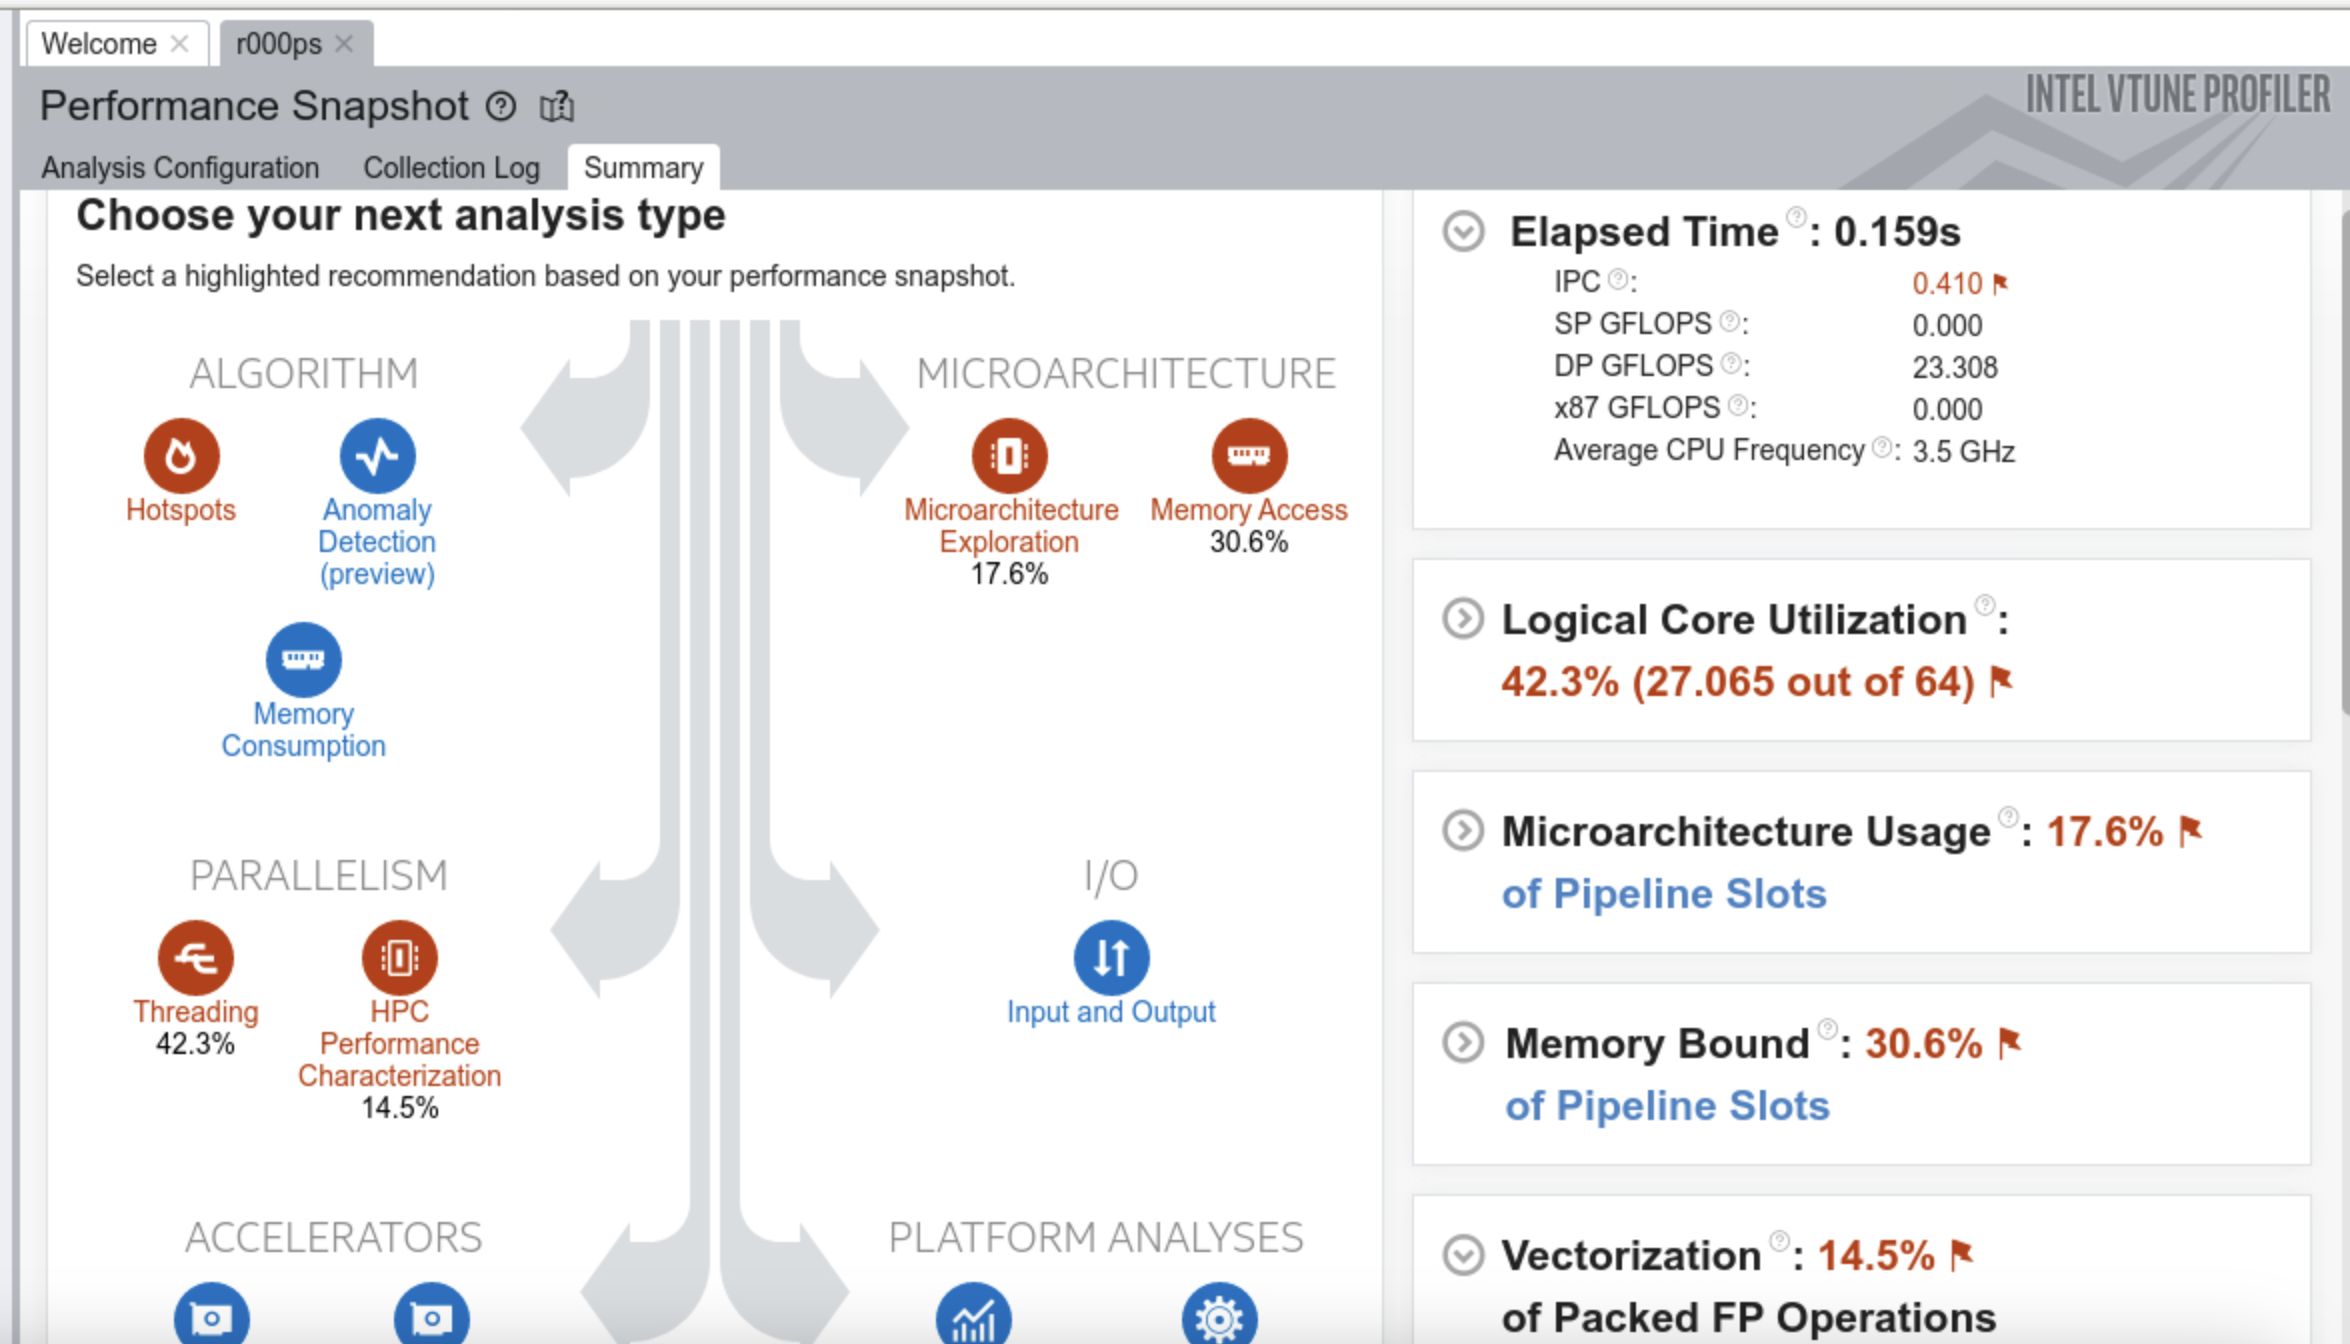 Welcome
r000ps
Performance Snapshot
INTEL VTUNE PROFILER
Analysis Configuration
Collection Log
Summary
Choose your next analysis type
Select a highlighted recommendation based on your performance snapshot.
ALGORITHM
Hotspots
Anomaly
Detection
(preview)
Memory
Consumption
MICROARCHITECTURE
Microarchitecture
Exploration
17.6%
Memory Access
30.6%
PARALLELISM
Threading
42.3%
HPC
Performance
Characterization
14.5%
I/O
Input and Output
ACCELERATORS
PLATFORM ANALYSES
Elapsed Time ?: 0.159s
IPC ?: 0.410
SP GFLOPS ?: 0.000
DP GFLOPS ?: 23.308
x87 GFLOPS ?: 0.000
Average CPU Frequency ?: 3.5 GHz
Logical Core Utilization ?:
42.3% (27.065 out of 64)
Microarchitecture Usage ?: 17.6%
of Pipeline Slots
Memory Bound ?: 30.6%
of Pipeline Slots
Vectorization ?: 14.5%
of Packed FP Operations